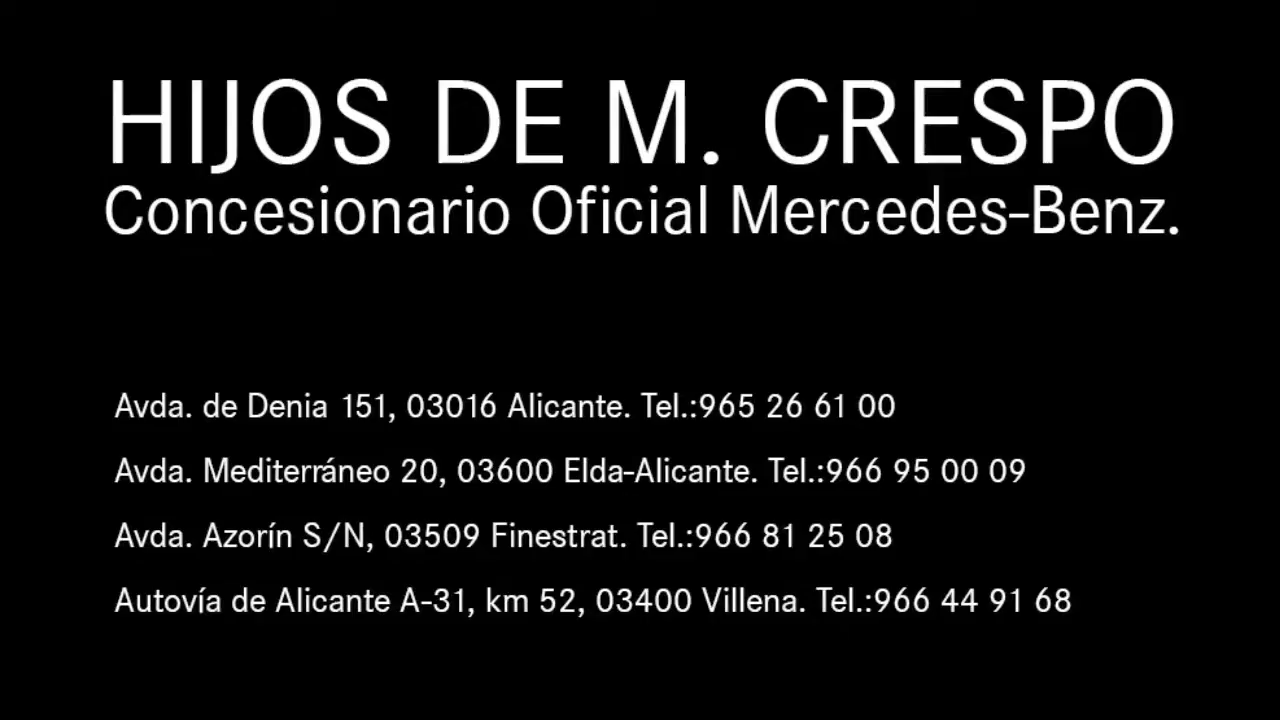 HIJOS DE M. CRESPO
Concesionario Oficial Mercedes-Benz.
Avda. de Denia 151, 03016 Alicante. Tel.:965 26 61 00
Avda. Mediterráneo 20, 03600 Elda-Alicante. Tel.:966 95 00 09
Avda. Azorín S/N, 03509 Finestrat. Tel.:966 81 25 08
Autovía de Alicante A-31, km 52, 03400 Villena. Tel.:966 44 91 68